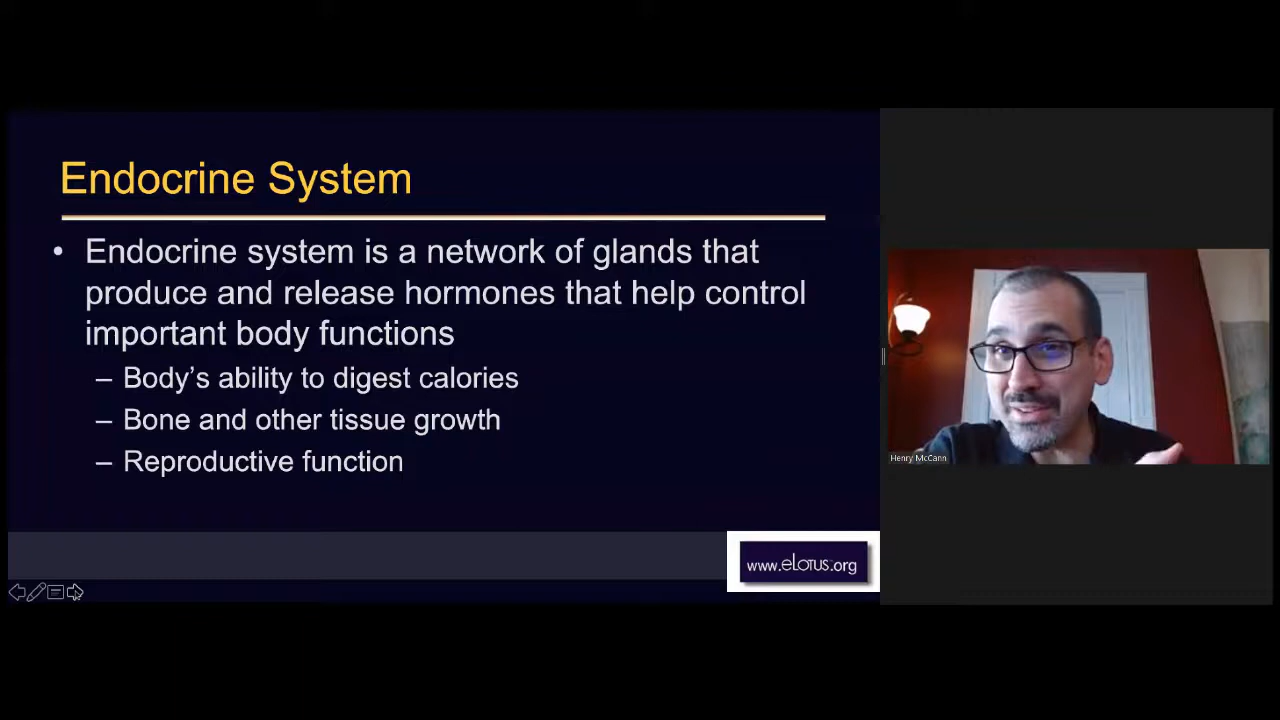 Endocrine System
• Endocrine system is a network of glands that
produce and release hormones that help control
important body functions
– Body’s ability to digest calories
– Bone and other tissue growth
– Reproductive function
Henry McCann
www.eLOTUS.org